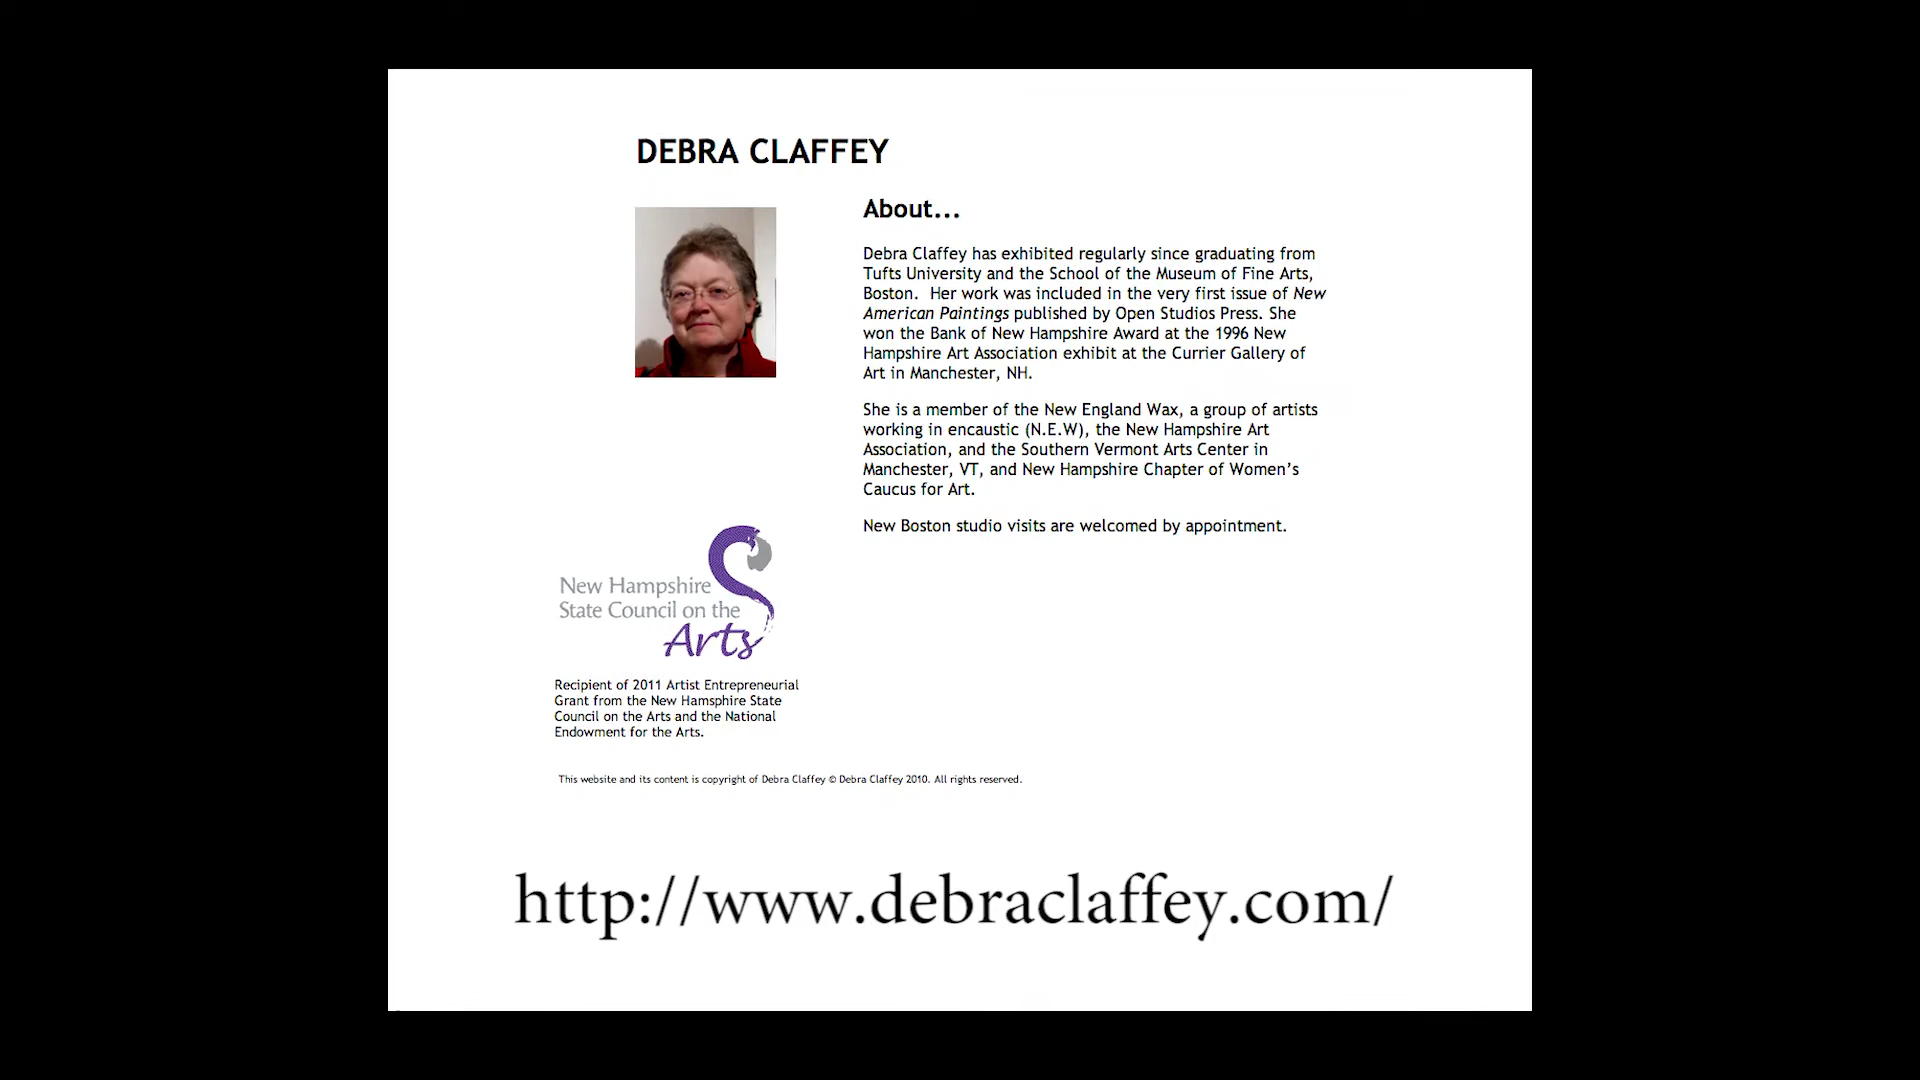 DEBRA CLAFFEY
About...
Debra Claffey has exhibited regularly since graduating from
Tufts University and the School of the Museum of Fine Arts,
Boston.  Her work was included in the very first issue of New
American Paintings published by Open Studios Press. She
won the Bank of New Hampshire Award at the 1996 New
Hampshire Art Association exhibit at the Currier Gallery of
Art in Manchester, NH.
She is a member of the New England Wax, a group of artists
working in encaustic (N.E.W), the New Hampshire Art
Association, and the Southern Vermont Arts Center in
Manchester, VT, and New Hampshire Chapter of Women’s
Caucus for Art.
New Boston studio visits are welcomed by appointment.
New Hampshire
State Council on the
Arts
Recipient of 2011 Artist Entrepreneurial
Grant from the New Hamsphire State
Council on the Arts and the National
Endowment for the Arts.
This website and its content is copyright of Debra Claffey © Debra Claffey 2010. All rights reserved.
http://www.debraclaffey.com/